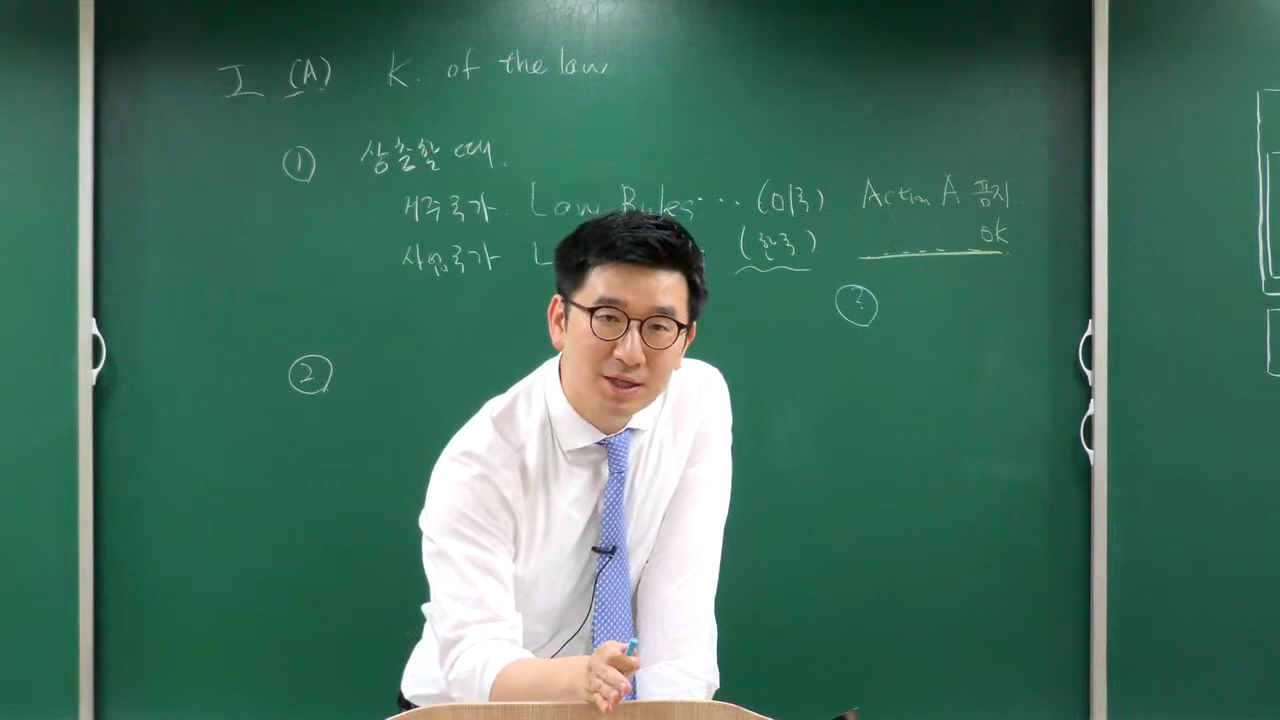 I (A) K. of the law
① 상충할 때.
거주국가 Law Rules... (미국) Action A 금지.
사업국가 L (한국) OK
②